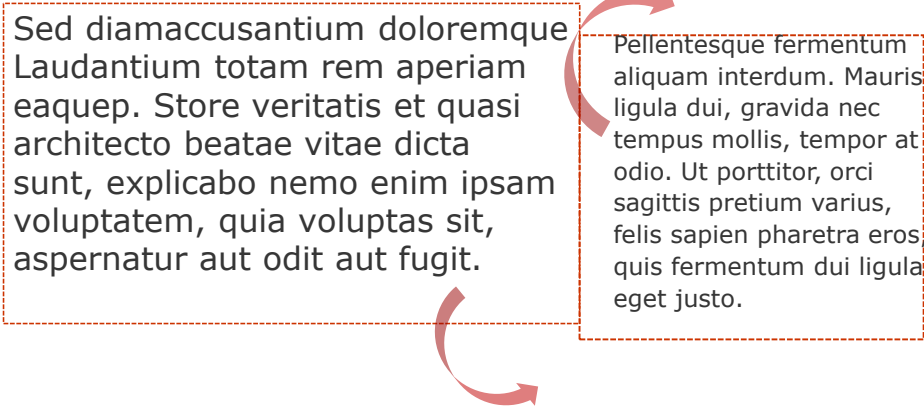 Sed diamaccusantium doloremque
Laudantium totam rem aperiam
eaquep. Store veritatis et quasi
architecto beatae vitae dicta
sunt, explicabo nemo enim ipsam
voluptatem, quia voluptas sit,
aspernatur aut odit aut fugit.
Pellentesque fermentum
aliquam interdum. Mauris
ligula dui, gravida nec
tempus mollis, tempor at
odio. Ut porttitor, orci
sagittis pretium varius,
felis sapien pharetra eros
quis fermentum dui ligula
eget justo.